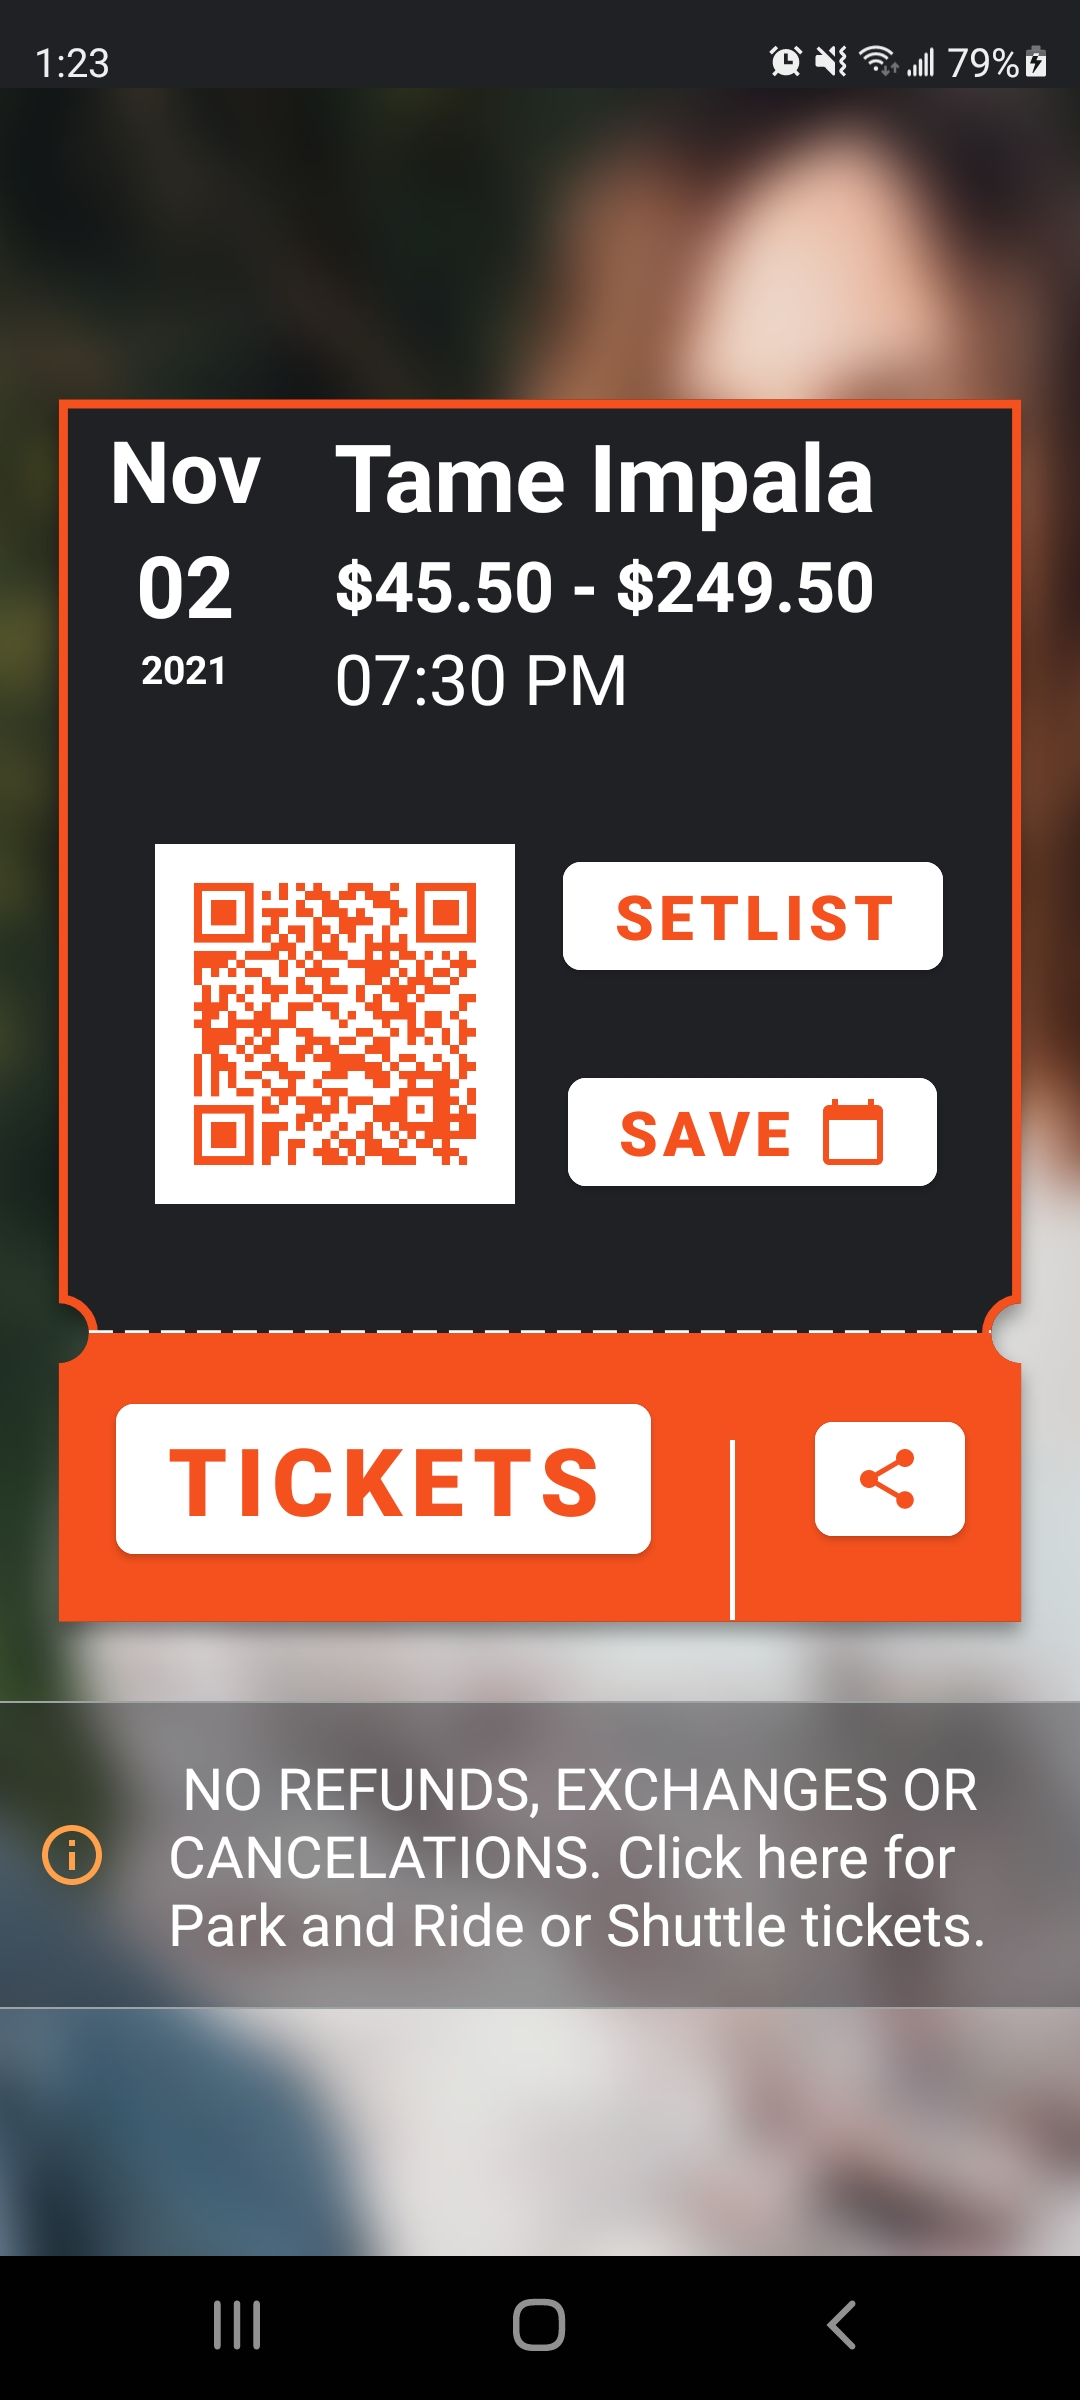 1:23
79%
Nov
02
2021
Tame Impala
$45.50 - $249.50
07:30 PM
SETLIST
SAVE
TICKETS
NO REFUNDS, EXCHANGES OR
CANCELATIONS. Click here for
Park and Ride or Shuttle tickets.